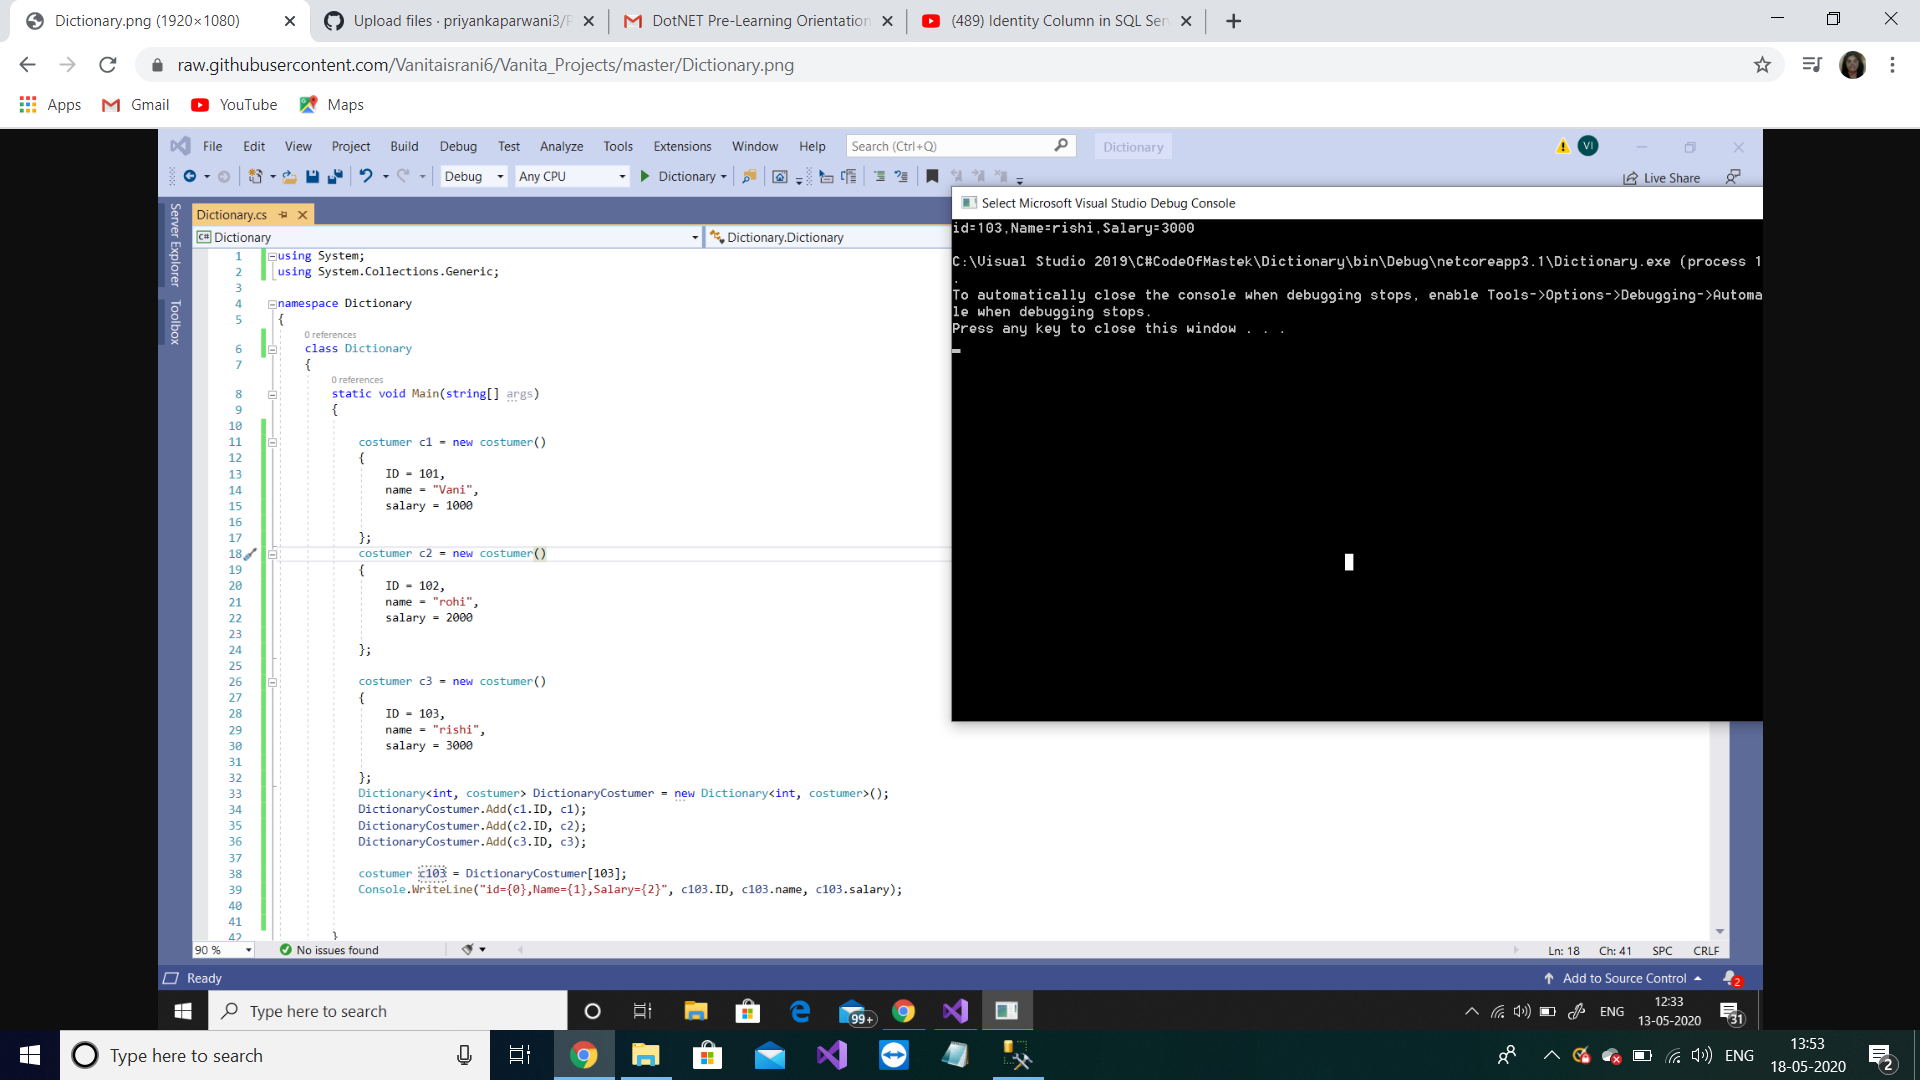 Dictionary.png (1920×1080)
Upload files · priyankaparwani3/P
DotNET Pre-Learning Orientation
(489) Identity Column in SQL Ser
raw.githubusercontent.com/Vanitaisrani6/Vanita_Projects/master/Dictionary.png
Apps
Gmail
YouTube
Maps
File Edit View Project Build Debug Test Analyze Tools Extensions Window Help
Search (Ctrl+Q)
Dictionary
VI
Debug
Any CPU
Dictionary
Live Share
Server Explorer
Toolbox
Dictionary.cs
C# Dictionary
Dictionary.Dictionary
1 using System;
2 using System.Collections.Generic;
3
4 namespace Dictionary
5 {
0 references
6 class Dictionary
7 {
0 references
8 static void Main(string[] args)
9 {
10
11 costumer c1 = new costumer()
12 {
13 ID = 101,
14 name = "Vani",
15 salary = 1000
16
17 };
18 costumer c2 = new costumer()
19 {
20 ID = 102,
21 name = "rohi",
22 salary = 2000
23
24 };
25
26 costumer c3 = new costumer()
27 {
28 ID = 103,
29 name = "rishi",
30 salary = 3000
31
32 };
33 Dictionary<int, costumer> DictionaryCostumer = new Dictionary<int, costumer>();
34 DictionaryCostumer.Add(c1.ID, c1);
35 DictionaryCostumer.Add(c2.ID, c2);
36 DictionaryCostumer.Add(c3.ID, c3);
37
38 costumer c103 = DictionaryCostumer[103];
39 Console.WriteLine("id={0},Name={1},Salary={2}", c103.ID, c103.name, c103.salary);
40
41
42 }
Select Microsoft Visual Studio Debug Console
id=103,Name=rishi,Salary=3000
C:\Visual Studio 2019\C#CodeOfMastek\Dictionary\bin\Debug\netcoreapp3.1\Dictionary.exe (process 1
.
To automatically close the console when debugging stops, enable Tools->Options->Debugging->Automa
le when debugging stops.
Press any key to close this window . . .
90 %
No issues found
Ln: 18 Ch: 41 SPC CRLF
Ready
Add to Source Control
2
Type here to search
99+
ENG
12:33
13-05-2020
31
Type here to search
ENG
13:53
18-05-2020
2